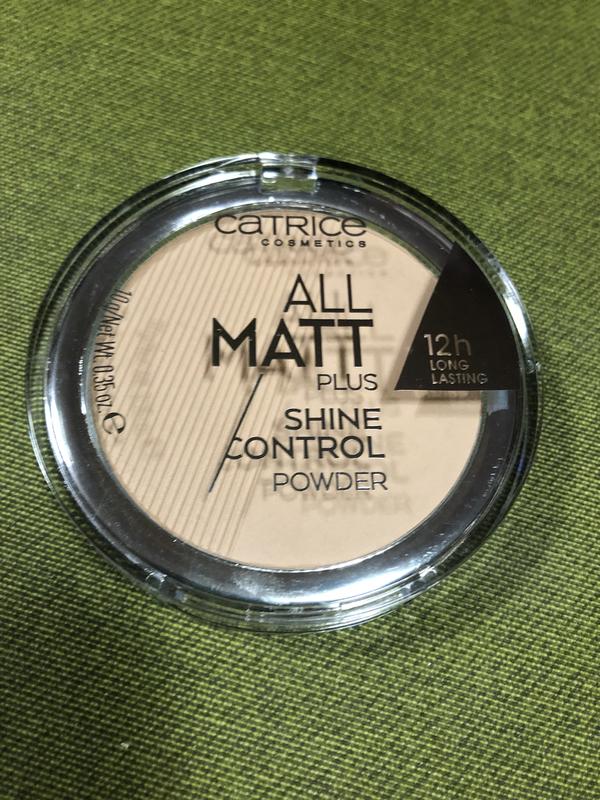 CATRICE
COSMETICS
ALL
MATT
PLUS
SHINE
CONTROL
POWDER
12h
LONG
LASTING
10g/Net Wt. 0.35 oz. e